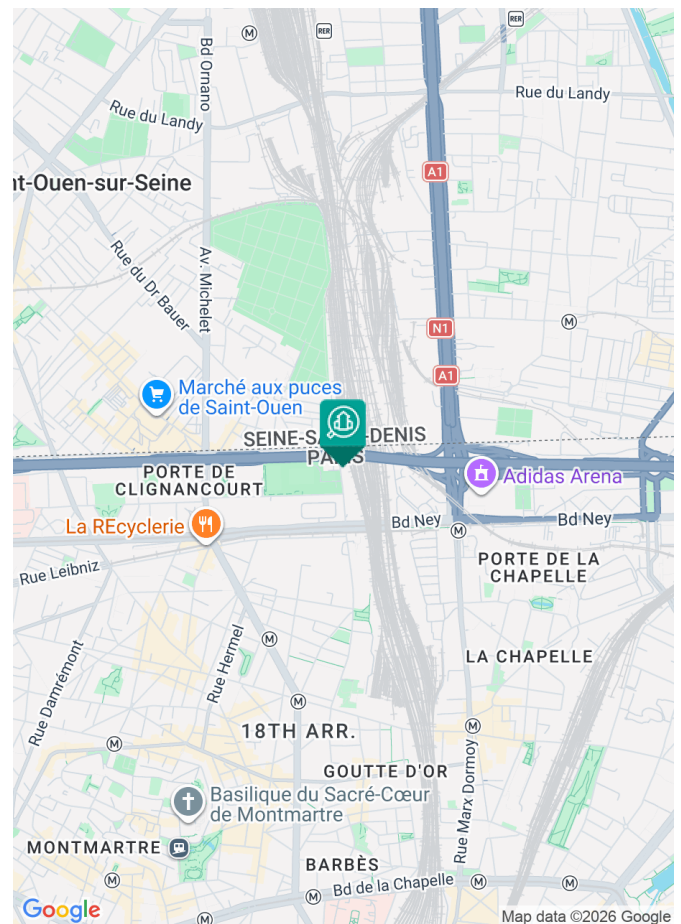 M
RER
RER
Bd Ornano
Rue du Landy
Rue du Landy
A1
nt-Ouen-sur-Seine
Av. Michelet
Rue du Dr Bauer
N1
M
A1
Marché aux puces
de Saint-Ouen
SEINE-SAINT-DENIS
PARIS
PORTE DE
CLIGNANCOURT
Adidas Arena
La REcyclerie
Bd Ney
Bd Ney
M
Rue Leibniz
PORTE DE LA
CHAPELLE
M
Rue Hermel
Rue Damrémont
LA CHAPELLE
M
M
18TH ARR.
M
GOUTTE D'OR
Rue Marx Dormoy
Basilique du Sacré-Cœur
de Montmartre
MONTMARTRE
BARBÈS
M
Bd de la Chapelle
M
M
Google
Map data ©2026 Google